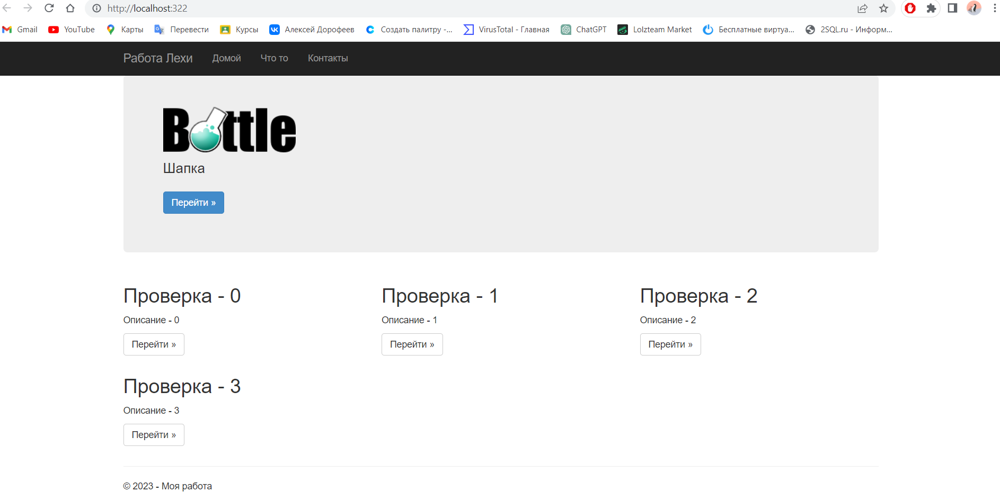 http://localhost:322
Gmail YouTube Карты Перевести Курсы Алексей Дорофеев Создать палитру -... VirusTotal - Главная ChatGPT Lolzteam Market Бесплатные виртуа... 2SQL.ru - Информ...
Работа Лехи Домой Что то Контакты
Bottle
Шапка
Перейти »
Проверка - 0 Проверка - 1 Проверка - 2
Описание - 0 Описание - 1 Описание - 2
Перейти » Перейти » Перейти »
Проверка - 3
Описание - 3
Перейти »
© 2023 - Моя работа